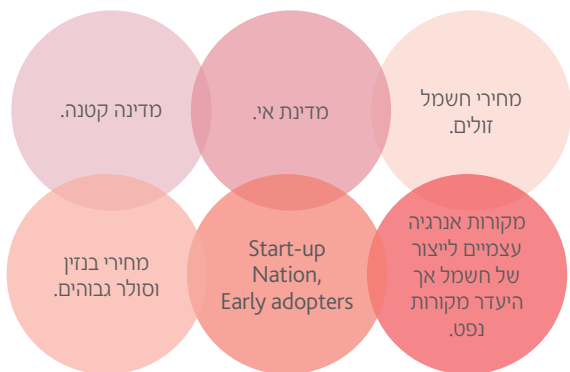 מחירי חשמל
זולים.
מדינת אי.
מדינה קטנה.
מקורות אנרגיה
עצמיים לייצור
של חשמל אך
היעדר מקורות
נפט.
Start-up
Nation,
Early adopters
מחירי בנזין
וסולר גבוהים.